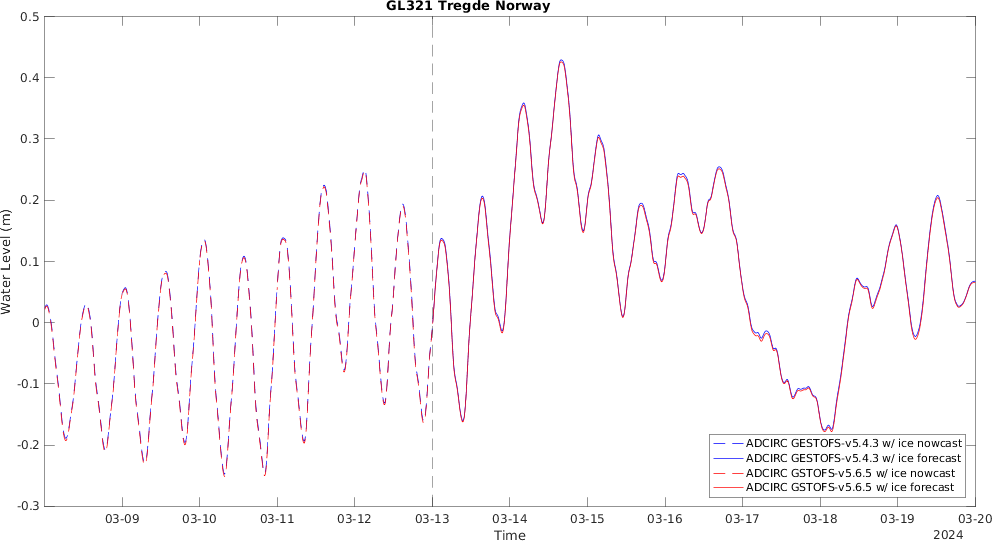 GL321 Tregde Norway
0.5
0.4
0.3
0.2
0.1
0
-0.1
-0.2
-0.3
Water Level (m)
ADCIRC GESTOFS-v5.4.3 w/ ice nowcast
ADCIRC GESTOFS-v5.4.3 w/ ice forecast
ADCIRC GSTOFS-v5.6.5 w/ ice nowcast
ADCIRC GSTOFS-v5.6.5 w/ ice forecast
03-09 03-10 03-11 03-12 03-13 03-14 03-15 03-16 03-17 03-18 03-19 03-20
Time
2024